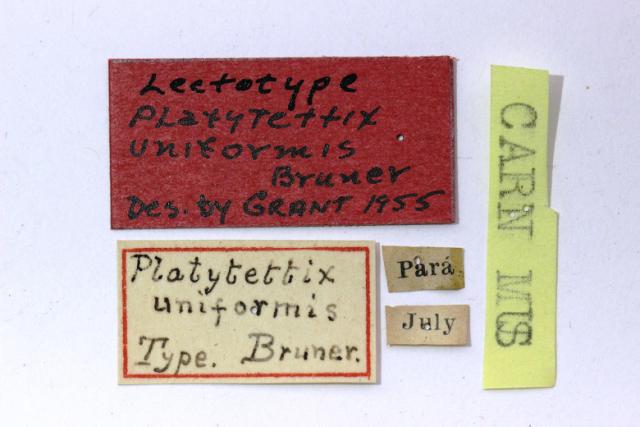 Lectotype
Platytettix
uniformis
Bruner
Des. by Grant 1955
Platytettix
uniformis
Type. Bruner.
Pará
July
CARN MUS